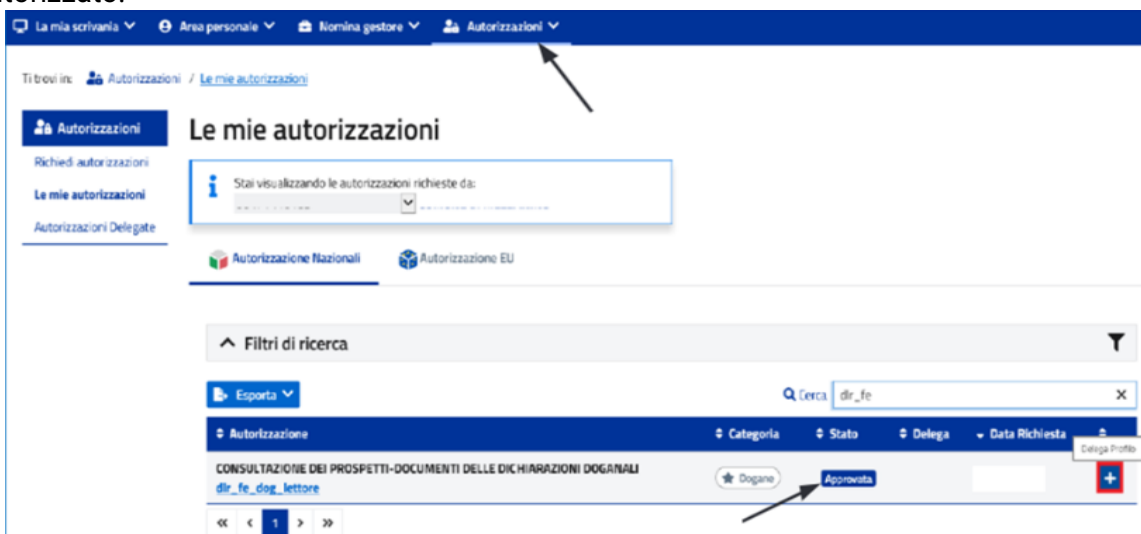 La mia scrivania Area personale Nomina gestore Autorizzazioni
Ti trovi in: Autorizzazioni / Le mie autorizzazioni
Autorizzazioni
Richiedi autorizzazioni
Le mie autorizzazioni
Autorizzazioni Delegate
Le mie autorizzazioni
Stai visualizzando le autorizzazioni richieste da:
Autorizzazione Nazionali Autorizzazione EU
Filtri di ricerca
Esporta Cerca dlr_fe
Autorizzazione Categoria Stato Delega Data Richiesta
Delega Profilo
CONSULTAZIONE DEI PROSPETTI-DOCUMENTI DELLE DICHIARAZIONI DOGANALI
dlr_fe_dog_lettore Dogane Approvata +
« < 1 > »